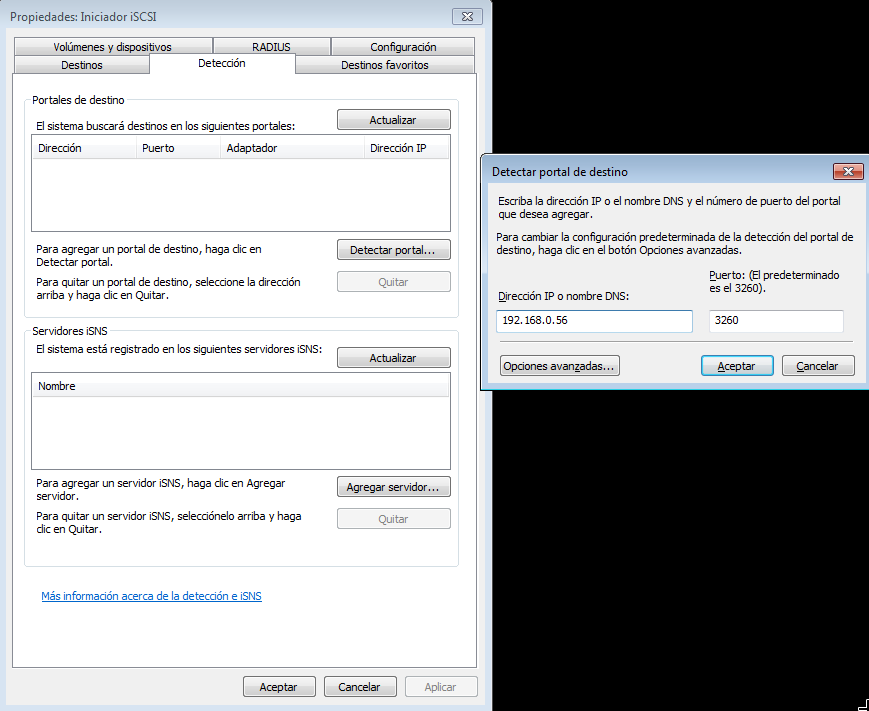 Propiedades: Iniciador iSCSI
Volúmenes y dispositivos
RADIUS
Configuración
Destinos
Detección
Destinos favoritos
Portales de destino
El sistema buscará destinos en los siguientes portales:
Actualizar
Dirección
Puerto
Adaptador
Dirección IP
Para agregar un portal de destino, haga clic en
Detectar portal.
Detectar portal...
Para quitar un portal de destino, seleccione la dirección
arriba y haga clic en Quitar.
Quitar
Servidores iSNS
El sistema está registrado en los siguientes servidores iSNS:
Actualizar
Nombre
Para agregar un servidor iSNS, haga clic en Agregar
servidor.
Agregar servidor...
Para quitar un servidor iSNS, selecciónelo arriba y haga
clic en Quitar.
Quitar
Más información acerca de la detección e iSNS
Aceptar
Cancelar
Aplicar
Detectar portal de destino
Escriba la dirección IP o el nombre DNS y el número de puerto del portal
que desea agregar.
Para cambiar la configuración predeterminada de la detección del portal de
destino, haga clic en el botón Opciones avanzadas.
Dirección IP o nombre DNS:
Puerto: (El predeterminado
es el 3260).
192.168.0.56
3260
Opciones avanzadas...
Aceptar
Cancelar